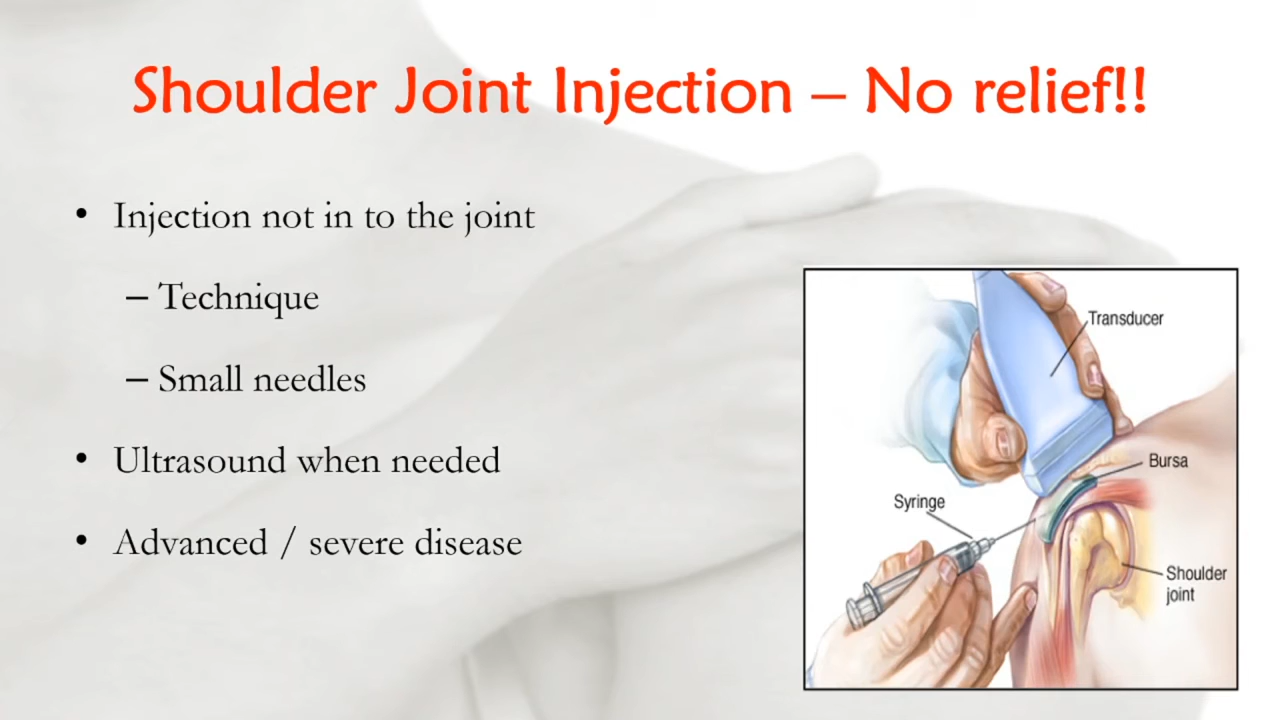 Shoulder Joint Injection – No relief!!
• Injection not in to the joint
– Technique
– Small needles
• Ultrasound when needed
• Advanced / severe disease
Transducer
Bursa
Syringe
Shoulder
joint